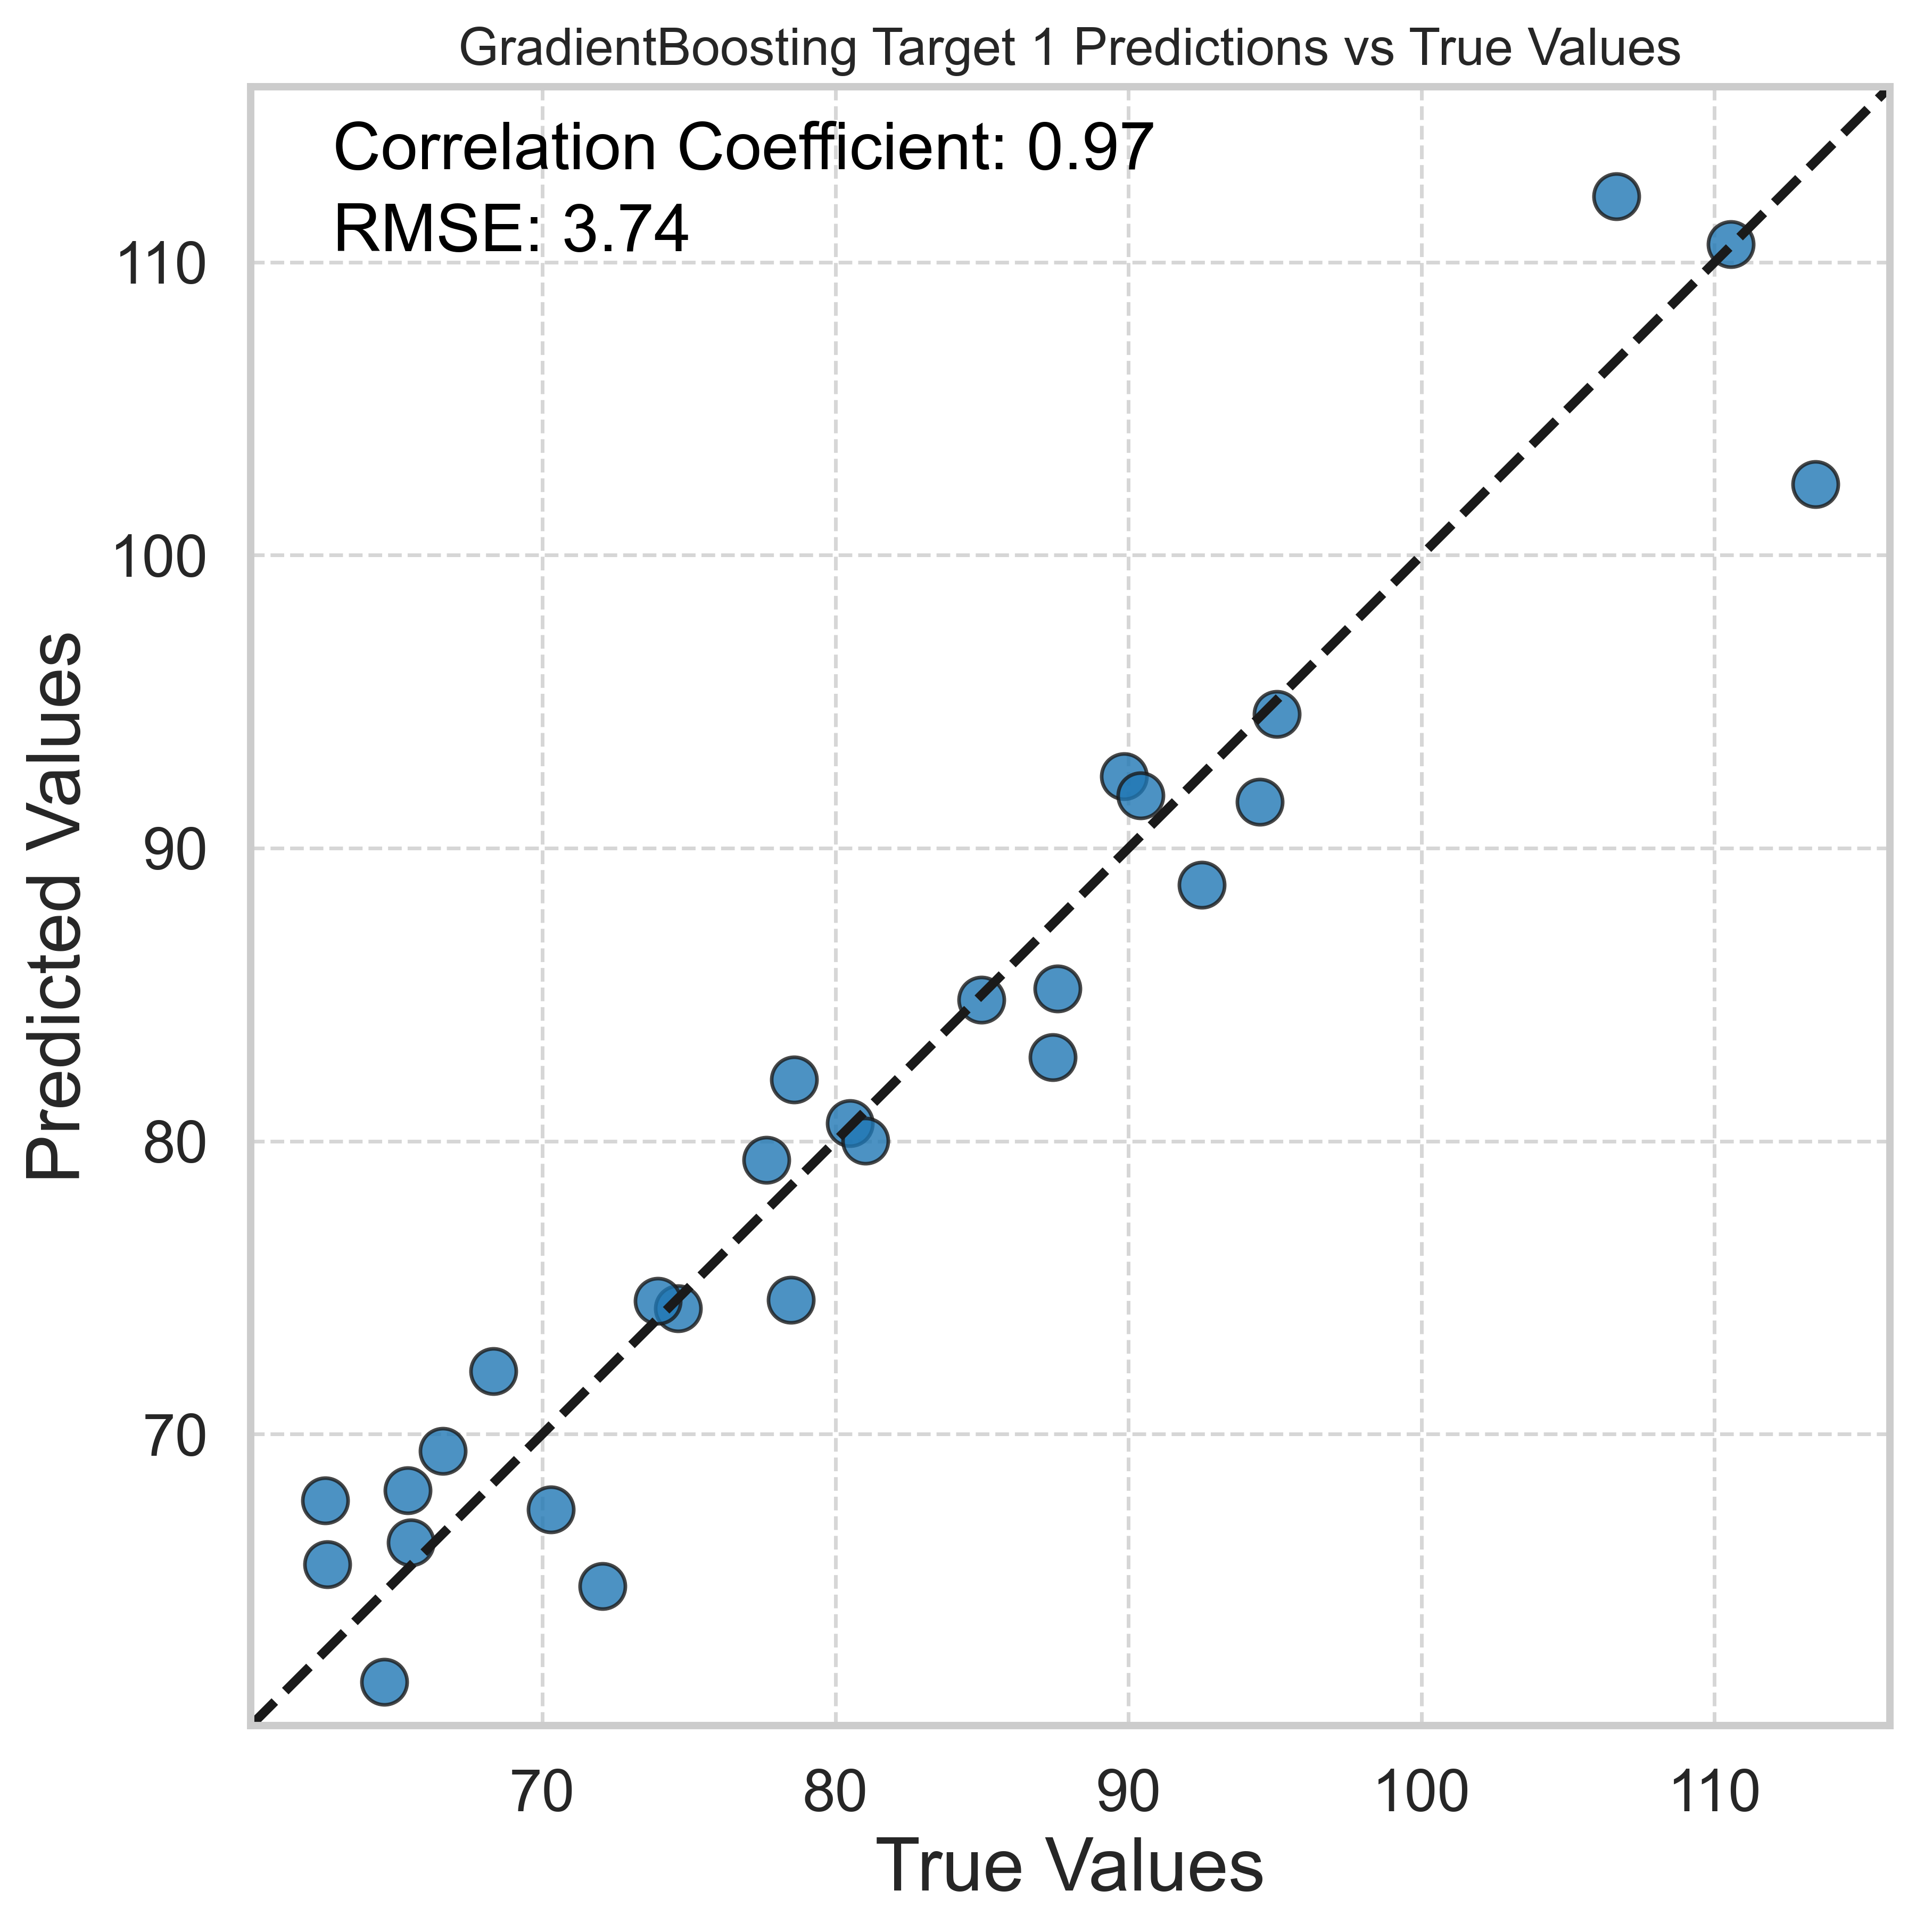 GradientBoosting Target 1 Predictions vs True Values
Correlation Coefficient: 0.97
RMSE: 3.74
110
100
90
80
70
Predicted Values
70 80 90 100 110
True Values